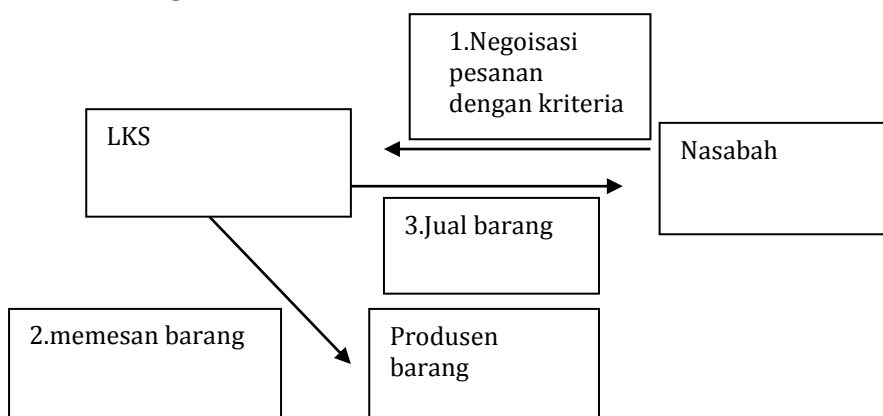 1.Negoisasi
pesanan
dengan kriteria
LKS
Nasabah
3.Jual barang
2.memesan barang
Produsen
barang